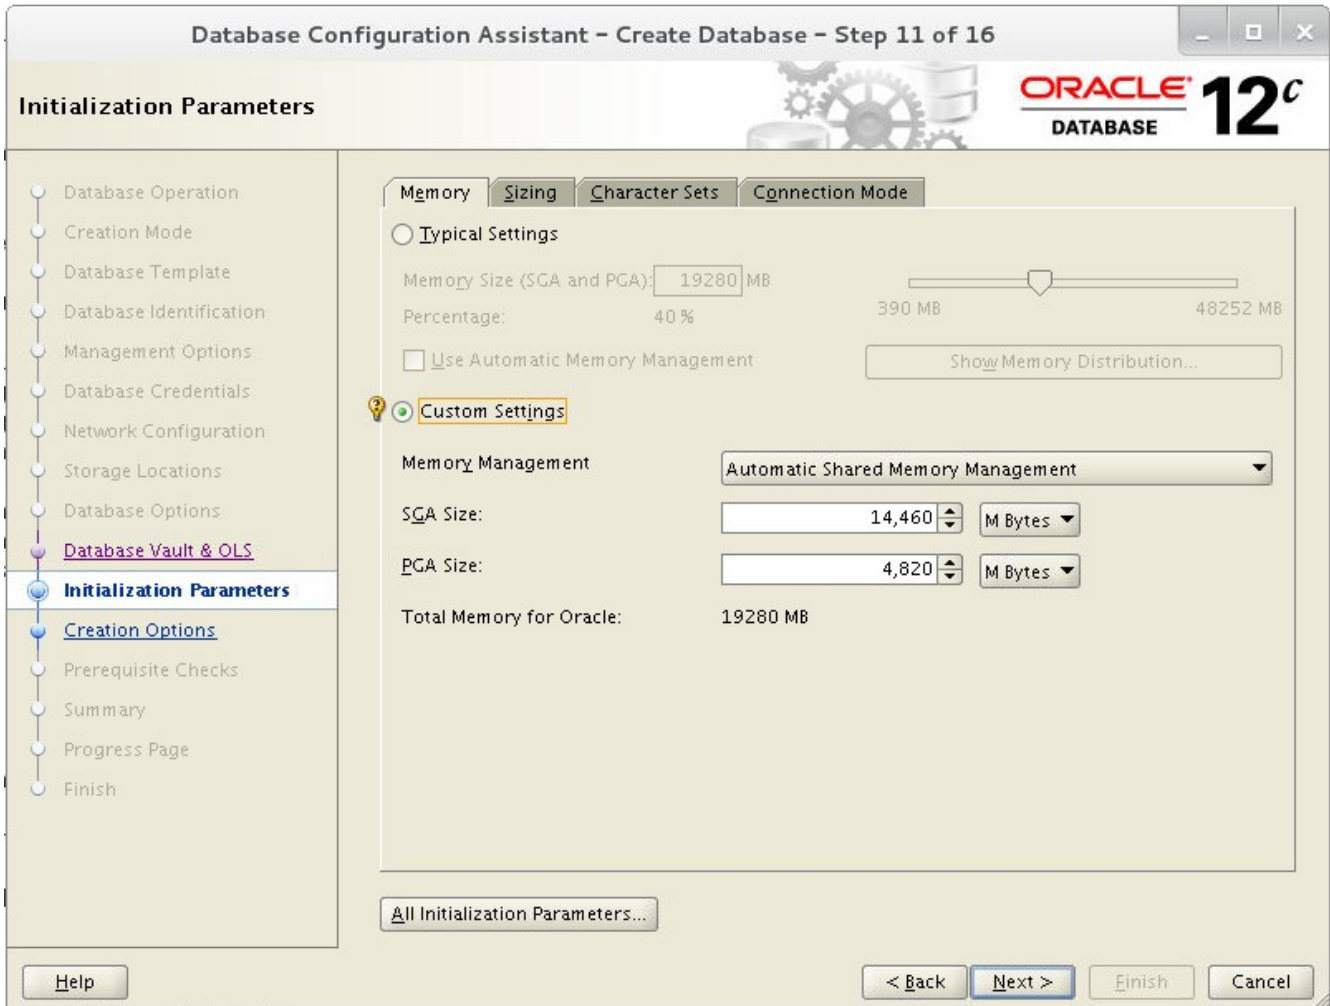 Database Configuration Assistant - Create Database - Step 11 of 16
Initialization Parameters
ORACLE DATABASE 12c
Database Operation
Creation Mode
Database Template
Database Identification
Management Options
Database Credentials
Network Configuration
Storage Locations
Database Options
Database Vault & OLS
Initialization Parameters
Creation Options
Prerequisite Checks
Summary
Progress Page
Finish
Memory Sizing Character Sets Connection Mode
Typical Settings
Memory Size (SGA and PGA): 19280 MB
390 MB 48252 MB
Percentage: 40 %
Use Automatic Memory Management Show Memory Distribution...
Custom Settings
Memory Management Automatic Shared Memory Management
SGA Size: 14,460 M Bytes
PGA Size: 4,820 M Bytes
Total Memory for Oracle: 19280 MB
All Initialization Parameters...
Help < Back Next > Finish Cancel